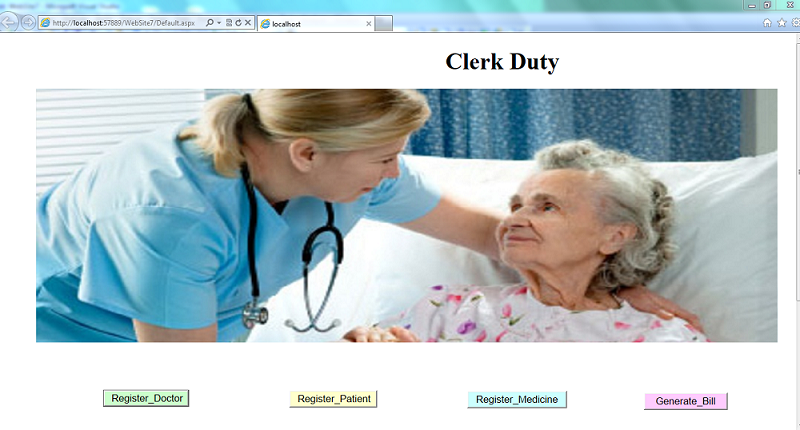 http://localhost:57889/WebSite7/Default.aspx
localhost
Clerk Duty
Register_Doctor
Register_Patient
Register_Medicine
Generate_Bill